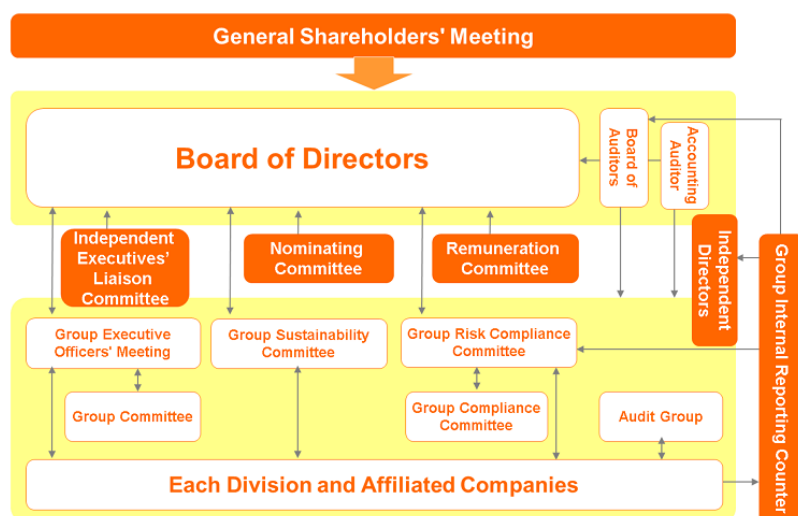 General Shareholders' Meeting
Board of Directors
Board of
Auditors
Accounting
Auditor
Independent
Executives’
Liaison
Committee
Nominating
Committee
Remuneration
Committee
Independent
Directors
Group Internal Reporting Counter
Group Executive
Officers' Meeting
Group Sustainability
Committee
Group Risk Compliance
Committee
Group Committee
Group Compliance
Committee
Audit Group
Each Division and Affiliated Companies